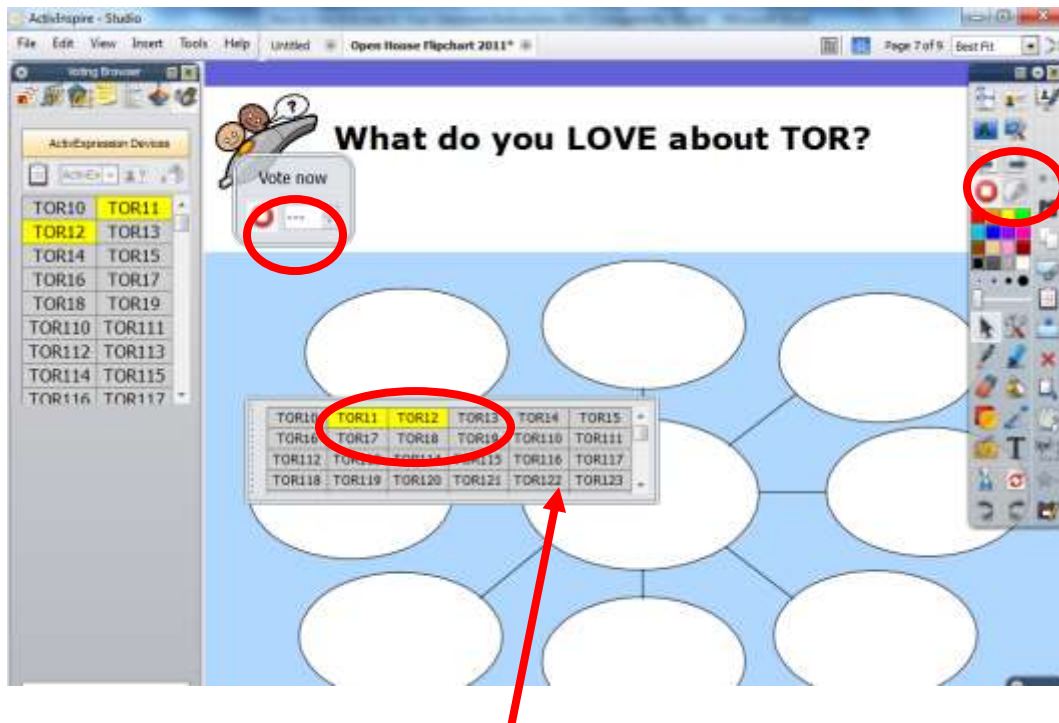 ActivInspire - Studio
File Edit View Insert Tools Help Untitled Open House Flipchart 2011* Page 7 of 9 Best Fit
Voting Browser
ActivExpression Devices
ActivEx
TOR10 TOR11
TOR12 TOR13
TOR14 TOR15
TOR16 TOR17
TOR18 TOR19
TOR110 TOR111
TOR112 TOR113
TOR114 TOR115
TOR116 TOR117
?
What do you LOVE about TOR?
Vote now
---
TOR10 TOR11 TOR12 TOR13 TOR14 TOR15
TOR16 TOR17 TOR18 TOR19 TOR110 TOR111
TOR112 TOR115 TOR116 TOR117
TOR118 TOR119 TOR120 TOR121 TOR122 TOR123
T